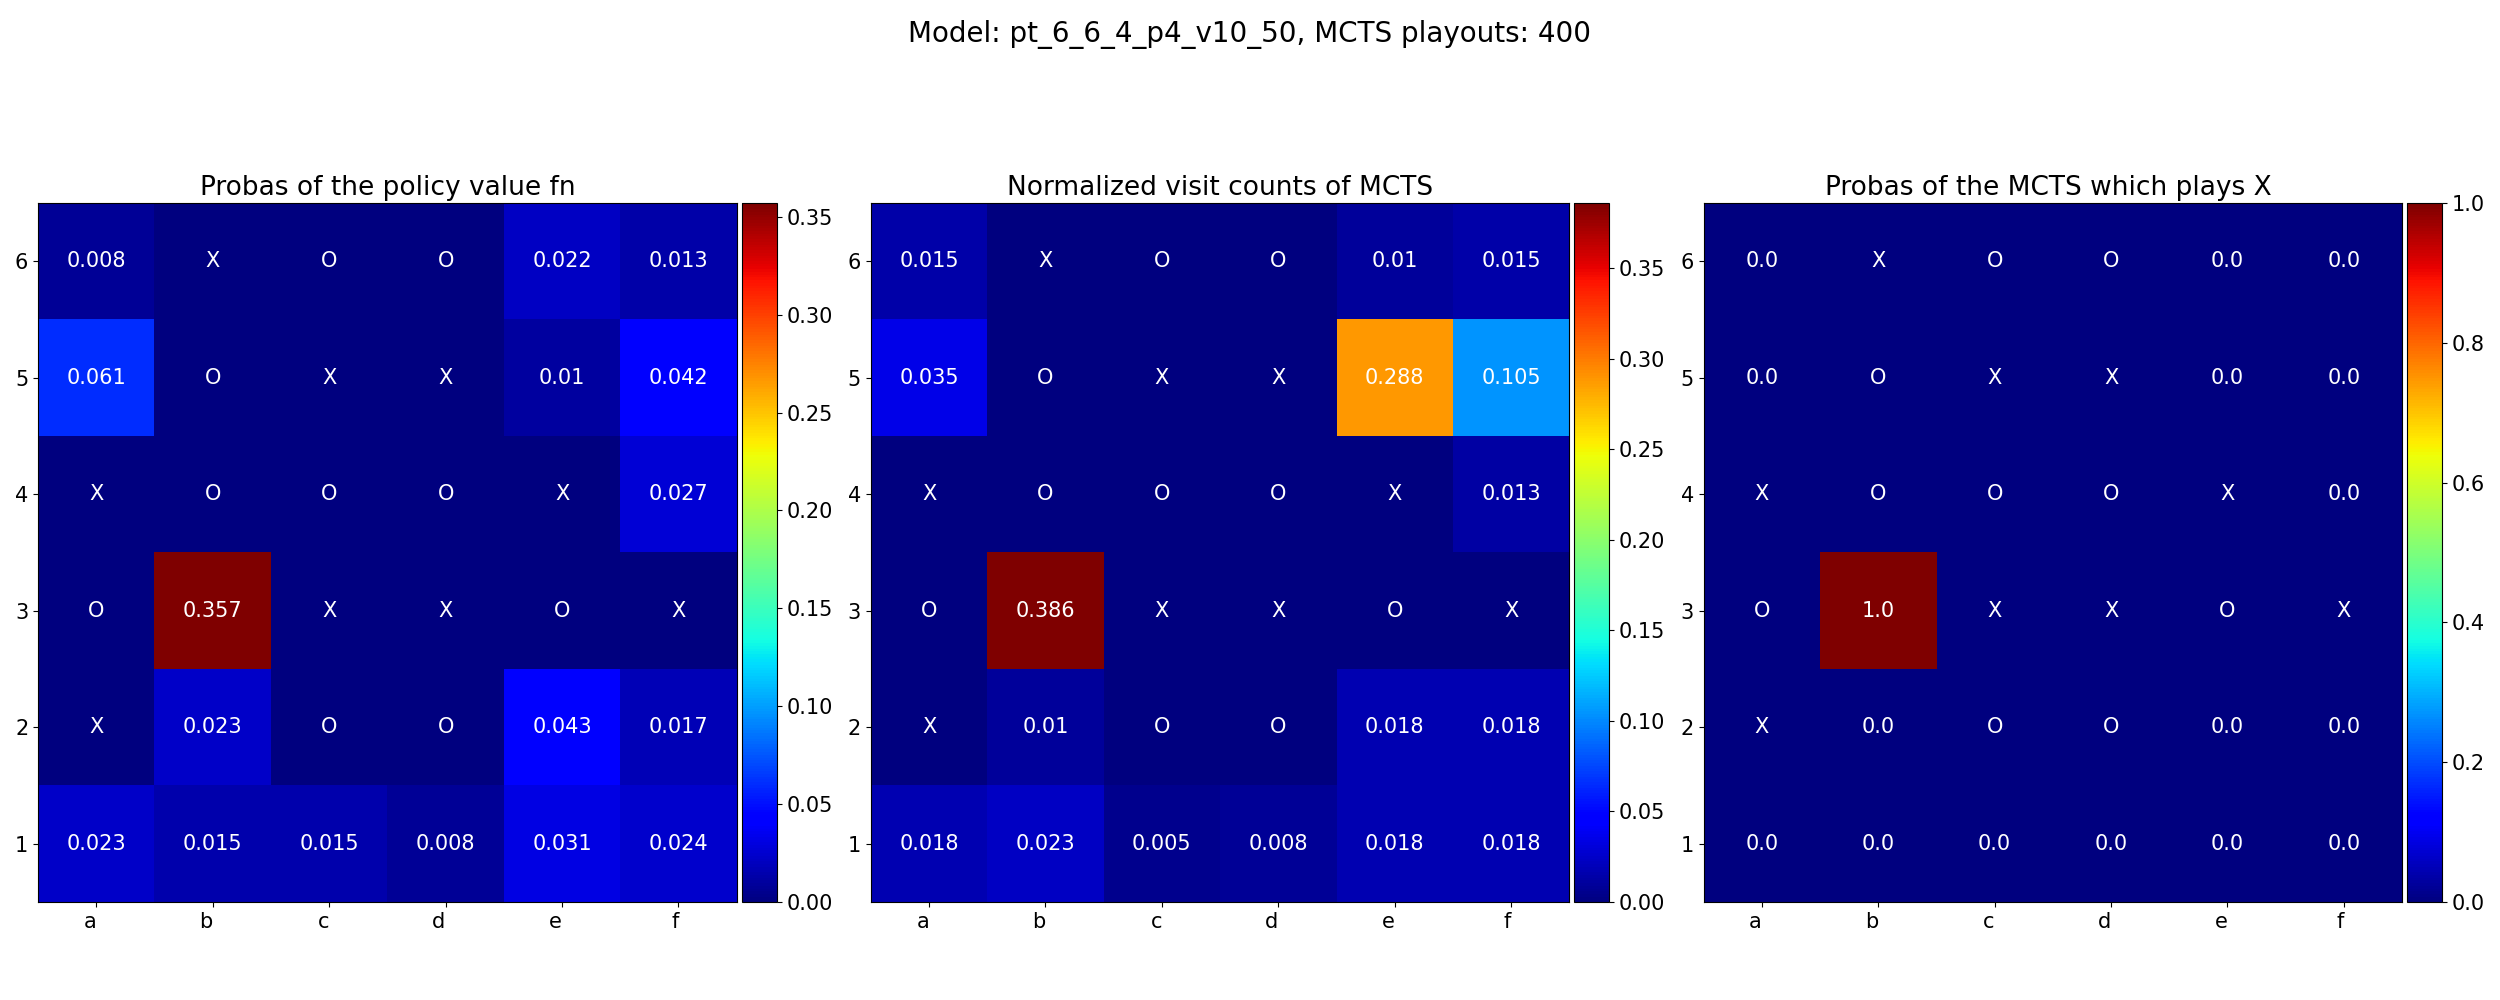 Model: pt_6_6_4_p4_v10_50, MCTS playouts: 400
Probas of the policy value fn
6 0.008 X O O 0.022 0.013
5 0.061 O X X 0.01 0.042
4 X O O O X 0.027
3 O 0.357 X X O X
2 X 0.023 O O 0.043 0.017
1 0.023 0.015 0.015 0.008 0.031 0.024
a b c d e f
0.35
0.30
0.25
0.20
0.15
0.10
0.05
0.00
Normalized visit counts of MCTS
6 0.015 X O O 0.01 0.015
5 0.035 O X X 0.288 0.105
4 X O O O X 0.013
3 O 0.386 X X O X
2 X 0.01 O O 0.018 0.018
1 0.018 0.023 0.005 0.008 0.018 0.018
a b c d e f
0.35
0.30
0.25
0.20
0.15
0.10
0.05
0.00
Probas of the MCTS which plays X
6 0.0 X O O 0.0 0.0
5 0.0 O X X 0.0 0.0
4 X O O O X 0.0
3 O 1.0 X X O X
2 X 0.0 O O 0.0 0.0
1 0.0 0.0 0.0 0.0 0.0 0.0
a b c d e f
1.0
0.8
0.6
0.4
0.2
0.0